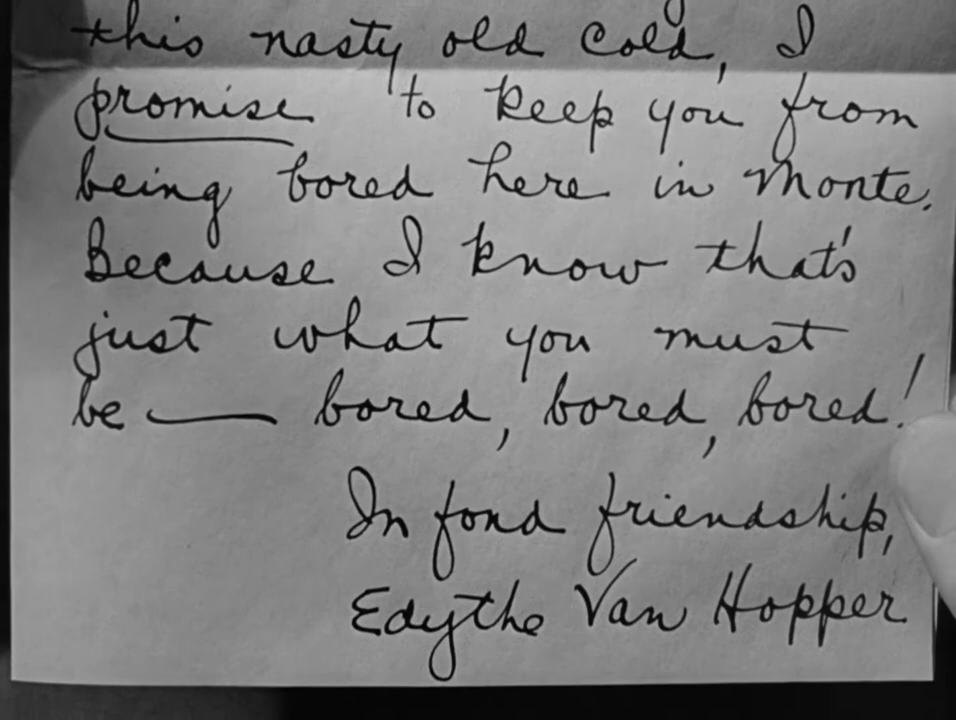 this nasty old cold, I
promise to keep you from
being bored here in Monte.
Because I know that's
just what you must
be — bored, bored, bored!
In fond friendship,
Edythe Van Hopper